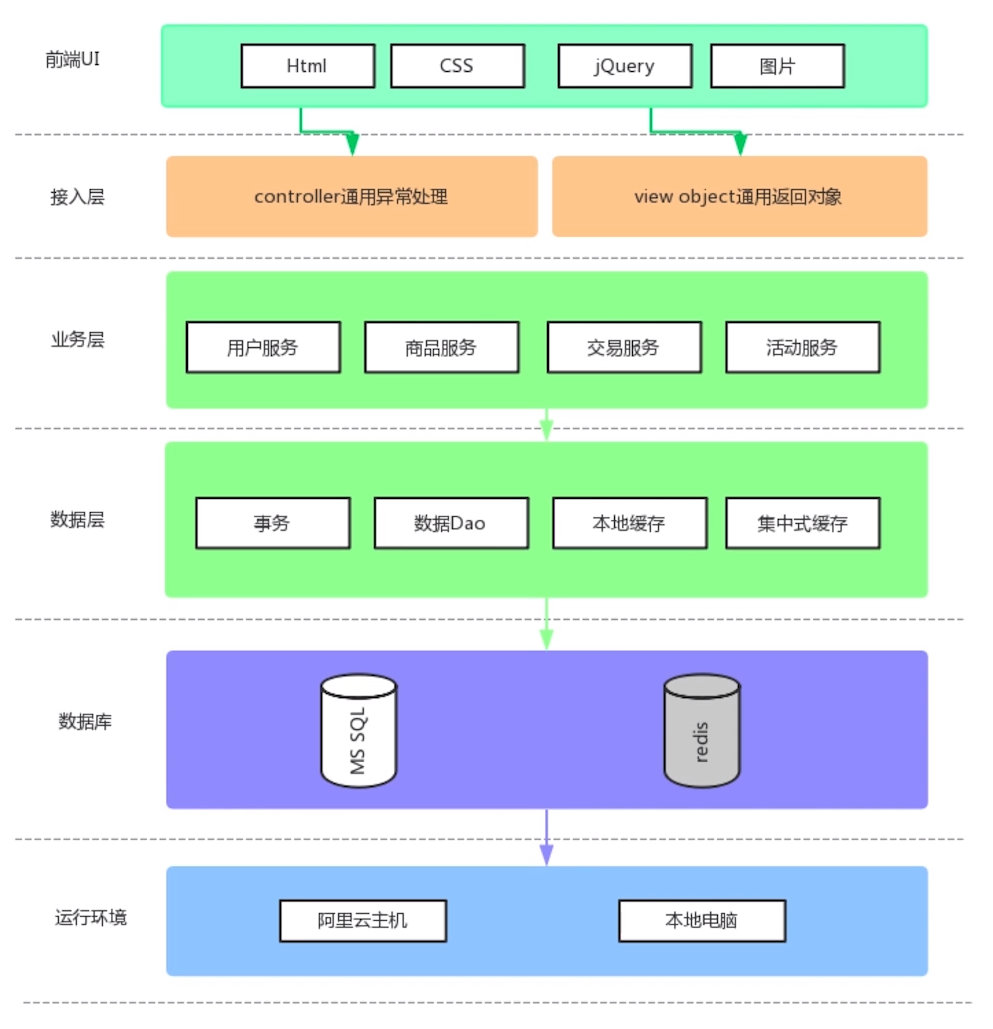 前端UI
Html
CSS
jQuery
图片
接入层
controller通用异常处理
view object通用返回对象
业务层
用户服务
商品服务
交易服务
活动服务
数据层
事务
数据Dao
本地缓存
集中式缓存
数据库
MS SQL
redis
运行环境
阿里云主机
本地电脑